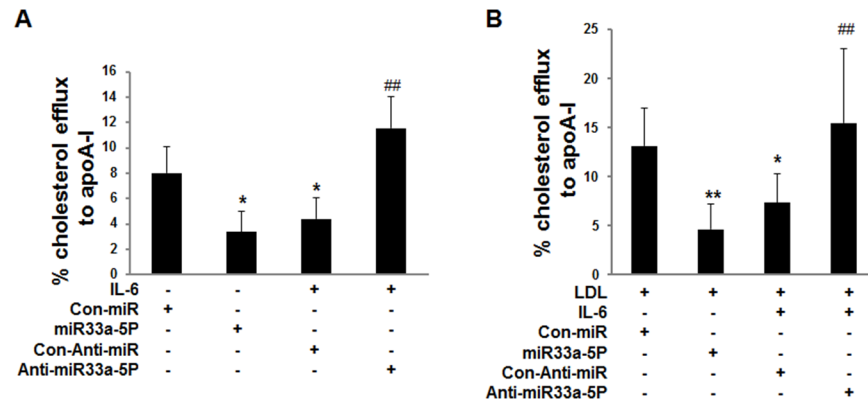 A
% cholesterol efflux
to apoA-I
16
14
12
10
8
6
4
2
0
*
*
##
IL-6 - - + +
Con-miR + - - -
miR33a-5P - + - -
Con-Anti-miR - - + -
Anti-miR33a-5P - - - +
B
% cholesterol efflux
to apoA-I
25
20
15
10
5
0
**
*
##
LDL + + + +
IL-6 - - + +
Con-miR + - - -
miR33a-5P - + - -
Con-Anti-miR - - + -
Anti-miR33a-5P - - - +